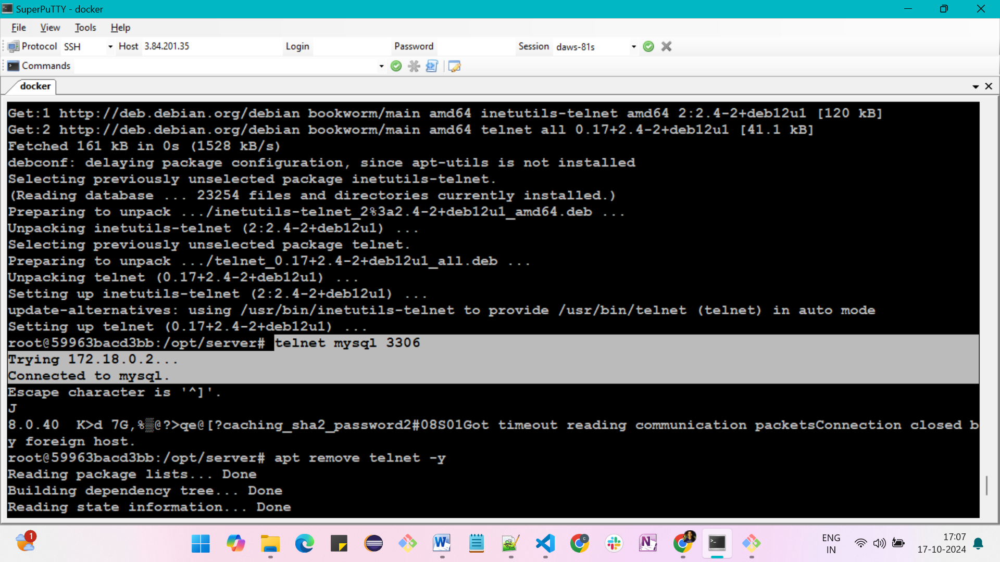 SuperPuTTY - docker
File View Tools Help
Protocol SSH Host 3.84.201.35 Login Password Session daws-81s
Commands
docker
Get:1 http://deb.debian.org/debian bookworm/main amd64 inetutils-telnet amd64 2:2.4-2+deb12u1 [120 kB]
Get:2 http://deb.debian.org/debian bookworm/main amd64 telnet all 0.17+2.4-2+deb12u1 [41.1 kB]
Fetched 161 kB in 0s (1528 kB/s)
debconf: delaying package configuration, since apt-utils is not installed
Selecting previously unselected package inetutils-telnet.
(Reading database ... 23254 files and directories currently installed.)
Preparing to unpack .../inetutils-telnet_2%3a2.4-2+deb12u1_amd64.deb ...
Unpacking inetutils-telnet (2:2.4-2+deb12u1) ...
Selecting previously unselected package telnet.
Preparing to unpack .../telnet_0.17+2.4-2+deb12u1_all.deb ...
Unpacking telnet (0.17+2.4-2+deb12u1) ...
Setting up inetutils-telnet (2:2.4-2+deb12u1) ...
update-alternatives: using /usr/bin/inetutils-telnet to provide /usr/bin/telnet (telnet) in auto mode
Setting up telnet (0.17+2.4-2+deb12u1) ...
root@59963bacd3bb:/opt/server# telnet mysql 3306
Trying 172.18.0.2...
Connected to mysql.
Escape character is '^]'.
J
8.0.40  K>d 7G,%▒@?>qe@[?caching_sha2_password2#08S01Got timeout reading communication packetsConnection closed b
y foreign host.
root@59963bacd3bb:/opt/server# apt remove telnet -y
Reading package lists... Done
Building dependency tree... Done
Reading state information... Done
1
ENG
IN
17:07
17-10-2024